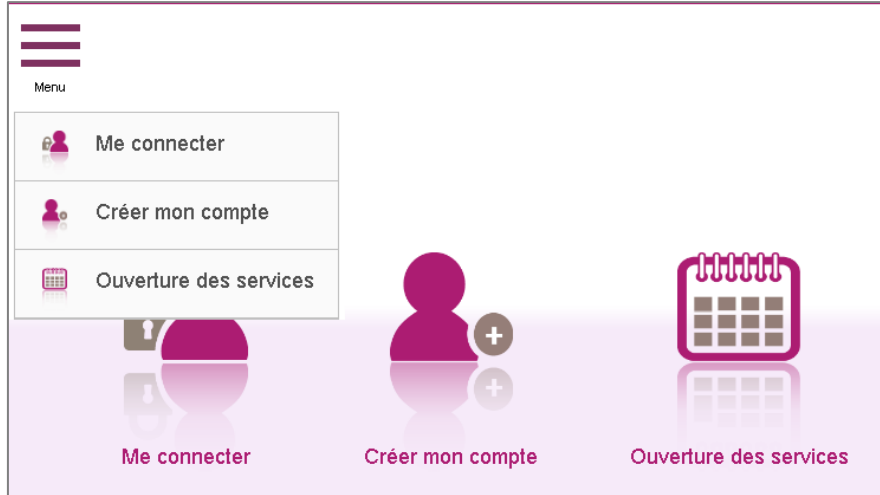 Menu
Me connecter
Créer mon compte
Ouverture des services
Me connecter
Créer mon compte
Ouverture des services